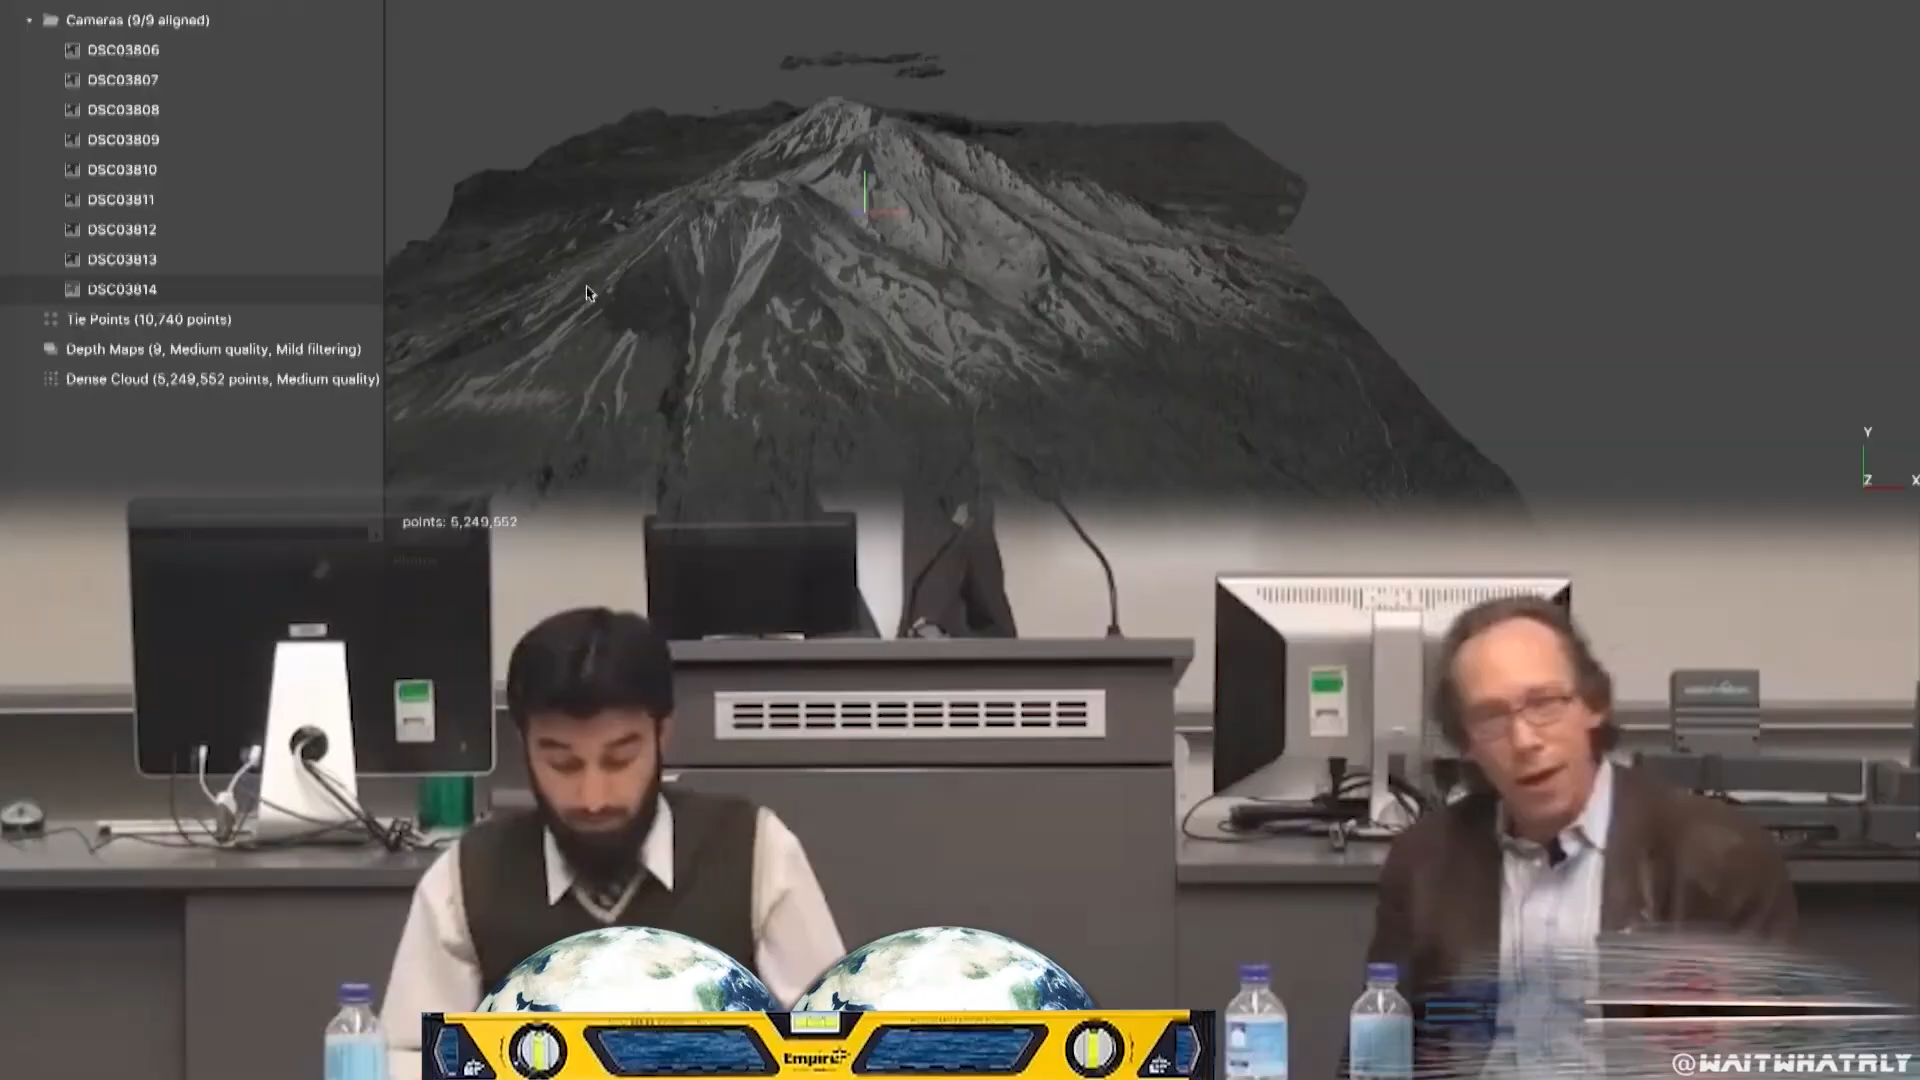 Cameras (9/9 aligned)
DSC03806
DSC03807
DSC03808
DSC03809
DSC03810
DSC03811
DSC03812
DSC03813
DSC03814
Tie Points (10,740 points)
Depth Maps (9, Medium quality, Mild filtering)
Dense Cloud (5,249,552 points, Medium quality)
Y
Z
X
points: 5,249,552
Photos
Empire
@WAITWHATRLY